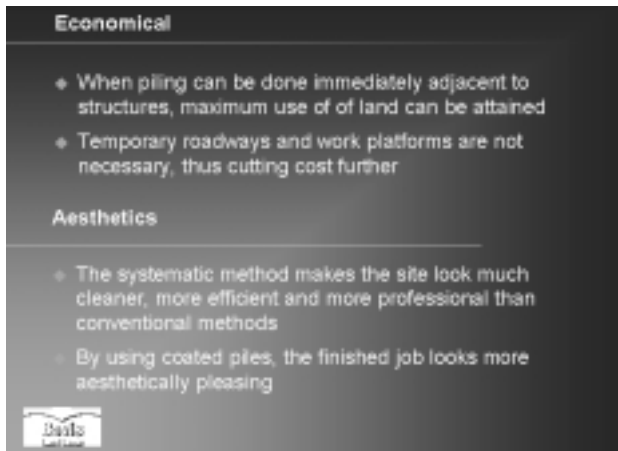 Economical
When piling can be done immediately adjacent to
structures, maximum use of of land can be attained
Temporary roadways and work platforms are not
necessary, thus cutting cost further
Aesthetics
The systematic method makes the site look much
cleaner, more efficient and more professional than
conventional methods
By using coated piles, the finished job looks more
aesthetically pleasing